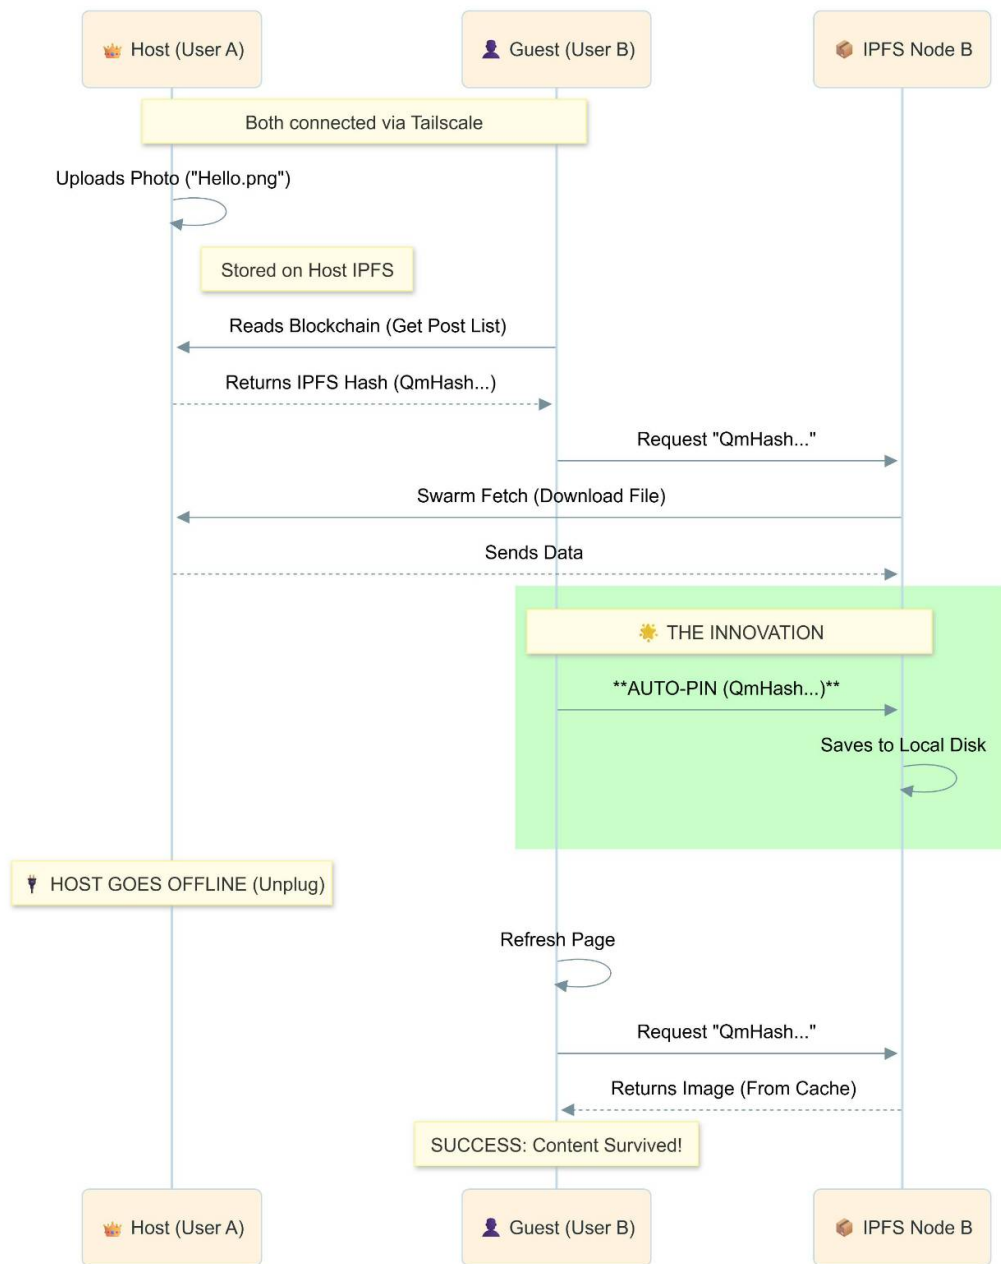 👑 Host (User A)
👤 Guest (User B)
📦 IPFS Node B
Both connected via Tailscale
Uploads Photo ("Hello.png")
Stored on Host IPFS
Reads Blockchain (Get Post List)
Returns IPFS Hash (QmHash...)
Request "QmHash..."
Swarm Fetch (Download File)
Sends Data
🌟 THE INNOVATION
**AUTO-PIN (QmHash...)**
Saves to Local Disk
🔌 HOST GOES OFFLINE (Unplug)
Refresh Page
Request "QmHash..."
Returns Image (From Cache)
SUCCESS: Content Survived!
👑 Host (User A)
👤 Guest (User B)
📦 IPFS Node B